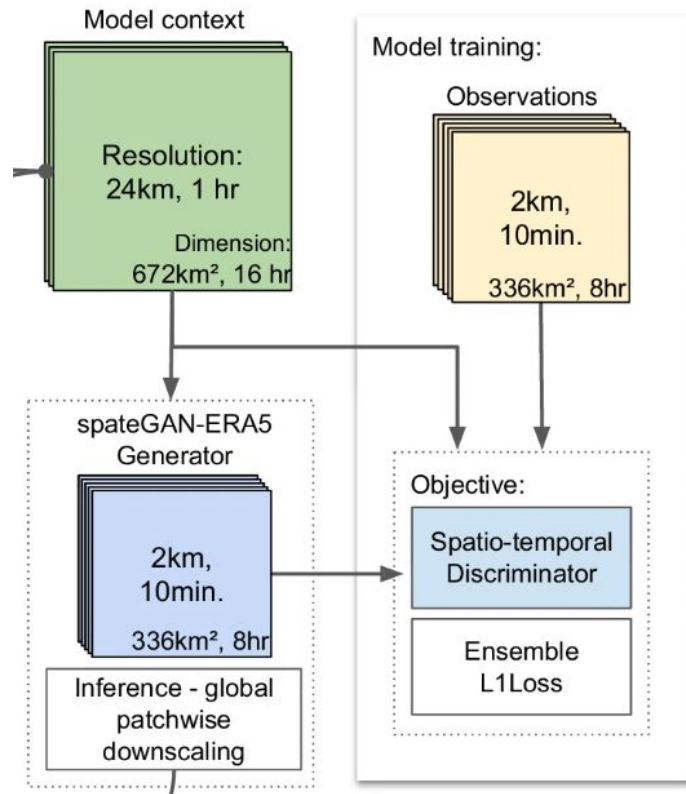 Model context
Resolution:
24km, 1 hr
Dimension:
672km², 16 hr
Model training:
Observations
2km,
10min.
336km², 8hr
spateGAN-ERA5
Generator
2km,
10min.
336km², 8hr
Inference - global
patchwise
downscaling
Objective:
Spatio-temporal
Discriminator
Ensemble
L1Loss